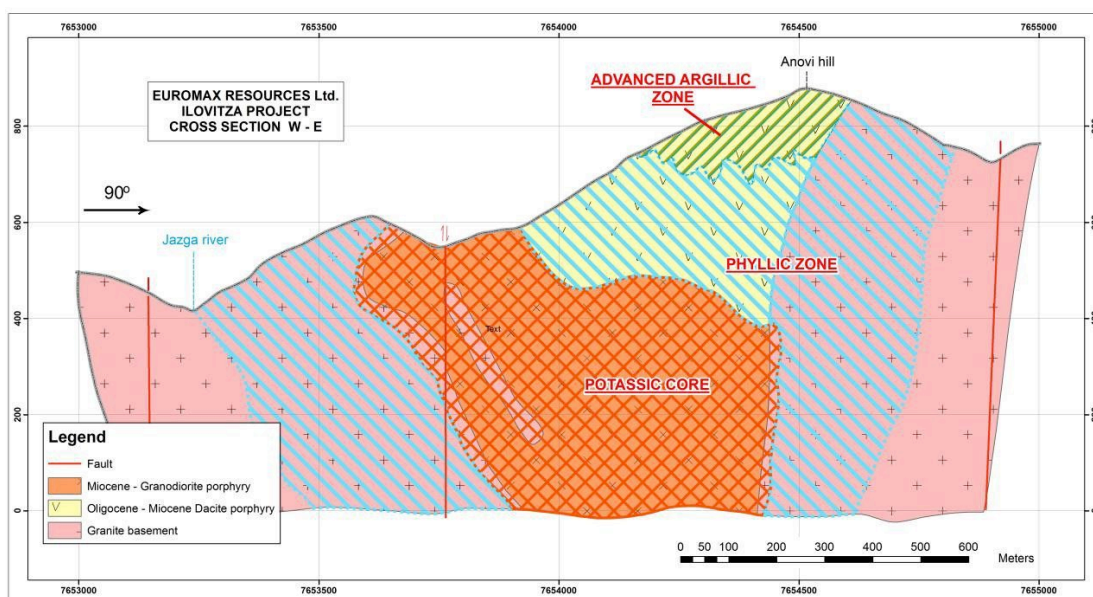 7653000 7653500 7654000 7654500 7655000
Anovi hill
EUROMAX RESOURCES Ltd.
ILOVITZA PROJECT
CROSS SECTION W - E
ADVANCED ARGILLIC
ZONE
800
90º
600
Jazga river
PHYLLIC ZONE
400
Text
POTASSIC CORE
200
Legend
Fault
Miocene - Granodiorite porphyry
Oligocene - Miocene Dacite porphyry
Granite basement
0
0 50 100 200 300 400 500 600
Meters
7653000 7653500 7654000 7654500 7655000